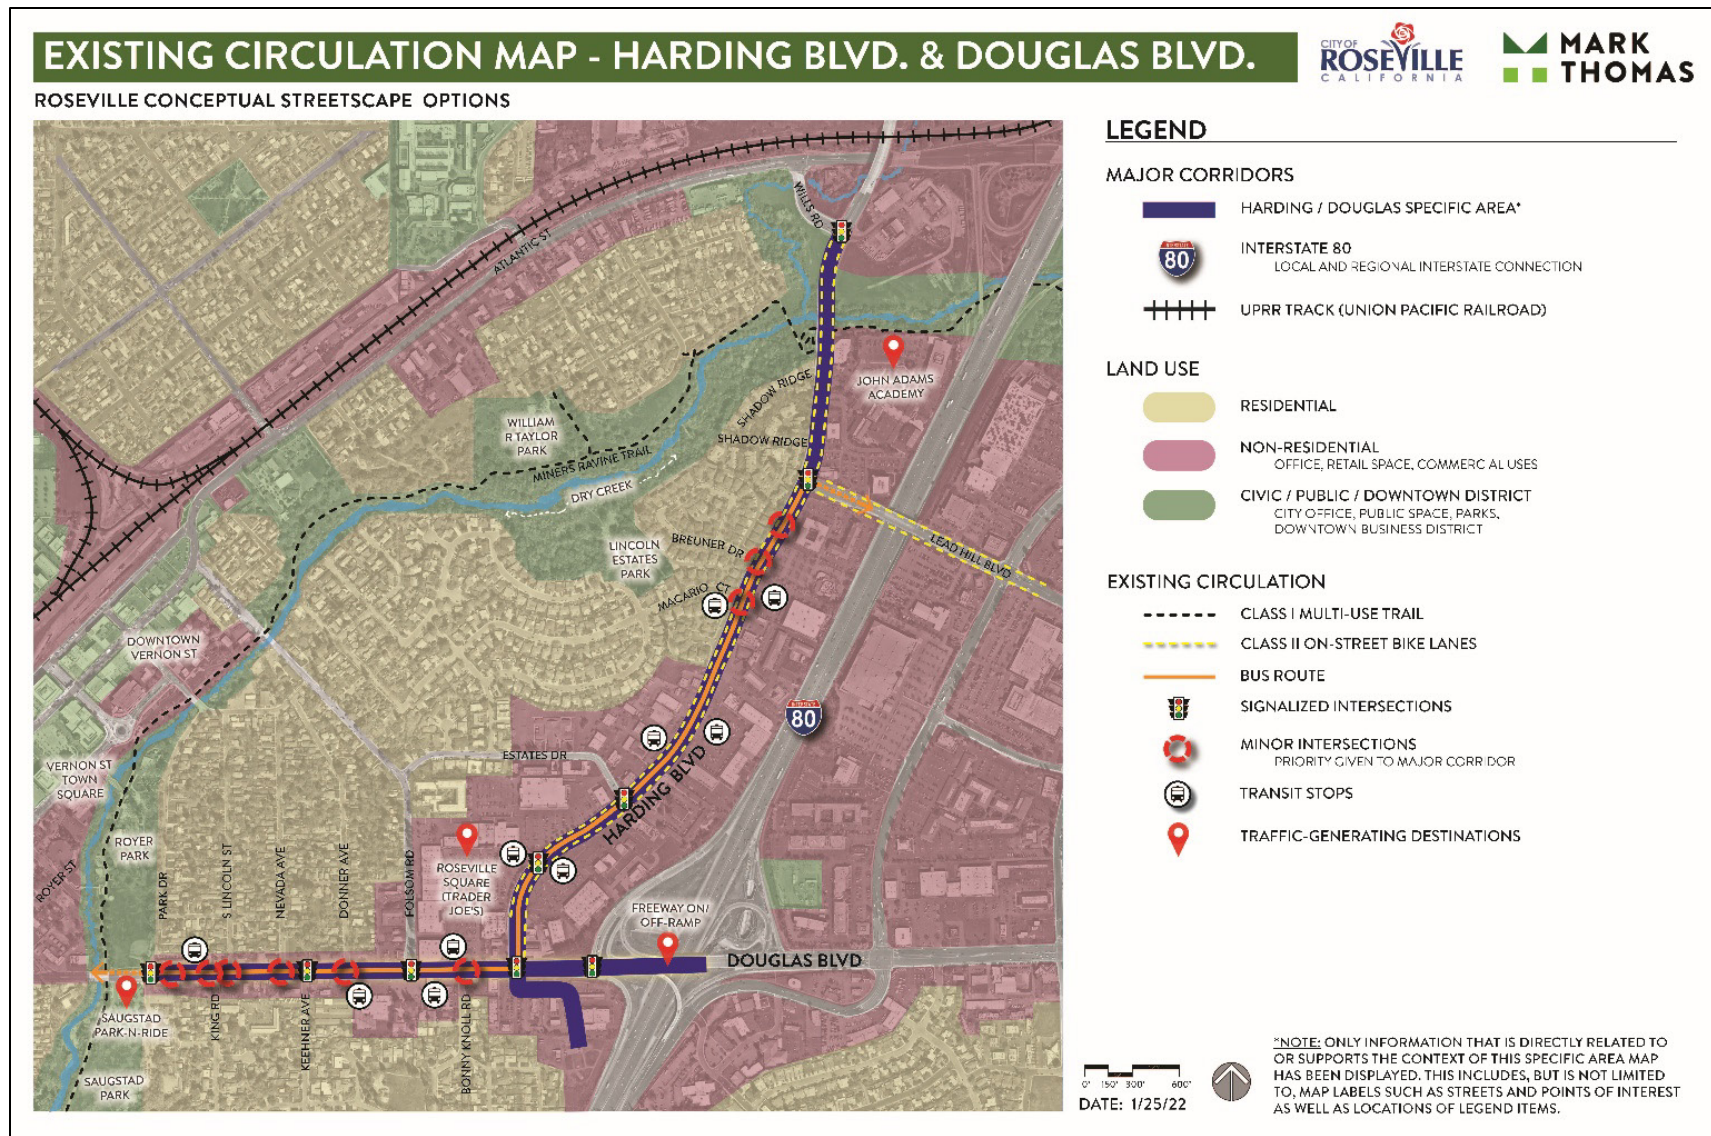 EXISTING CIRCULATION MAP - HARDING BLVD. & DOUGLAS BLVD.
CITY OF
ROSEVILLE
CALIFORNIA
MARK
THOMAS
ROSEVILLE CONCEPTUAL STREETSCAPE OPTIONS
WILLS RD
ATLANTIC ST
JOHN ADAMS
ACADEMY
SHADOW RIDGE
SHADOW RIDGE
WILLIAM
R TAYLOR
PARK
MINERS RAVINE TRAIL
DRY CREEK
LINCOLN
ESTATES
PARK
BREUNER DR
MACARIO CT
LEAD HILL BLVD
DOWNTOWN
VERNON ST
80
VERNON ST
TOWN
SQUARE
ESTATES DR
HARDING BLVD
ROYER
PARK
ROYER ST
PARK DR
S LINCOLN ST
NEVADA AVE
DONNER AVE
FOLSOM RD
ROSEVILLE
SQUARE
(TRADER
JOE'S)
FREEWAY ON/
OFF-RAMP
DOUGLAS BLVD
SAUGSTAD
PARK-N-RIDE
KING RD
KEEHNER AVE
BONNY KNOLL RD
SAUGSTAD
PARK
LEGEND
MAJOR CORRIDORS
HARDING / DOUGLAS SPECIFIC AREA*
80
INTERSTATE 80
LOCAL AND REGIONAL INTERSTATE CONNECTION
UPRR TRACK (UNION PACIFIC RAILROAD)
LAND USE
RESIDENTIAL
NON-RESIDENTIAL
OFFICE, RETAIL SPACE, COMMERCIAL USES
CIVIC / PUBLIC / DOWNTOWN DISTRICT
CITY OFFICE, PUBLIC SPACE, PARKS,
DOWNTOWN BUSINESS DISTRICT
EXISTING CIRCULATION
CLASS I MULTI-USE TRAIL
CLASS II ON-STREET BIKE LANES
BUS ROUTE
SIGNALIZED INTERSECTIONS
MINOR INTERSECTIONS
PRIORITY GIVEN TO MAJOR CORRIDOR
TRANSIT STOPS
TRAFFIC-GENERATING DESTINATIONS
0' 150' 300' 600'
DATE: 1/25/22
*NOTE: ONLY INFORMATION THAT IS DIRECTLY RELATED TO
OR SUPPORTS THE CONTEXT OF THIS SPECIFIC AREA MAP
HAS BEEN DISPLAYED. THIS INCLUDES, BUT IS NOT LIMITED
TO, MAP LABELS SUCH AS STREETS AND POINTS OF INTEREST
AS WELL AS LOCATIONS OF LEGEND ITEMS.